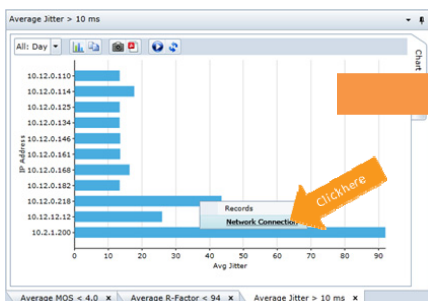 Average Jitter > 10 ms
All: Day
Chart
10.12.0.110
10.12.0.114
10.12.0.125
10.12.0.134
10.12.0.146
10.12.0.161
10.12.0.168
10.12.0.182
10.12.0.218
10.12.12.12
10.2.1.200
IP Address
Records
Network Connection
Clickhere
0 10 20 30 40 50 60 70 80 90
Avg Jitter
Average MOS < 4.0 x Average R-Factor < 94 x Average Jitter > 10 ms x